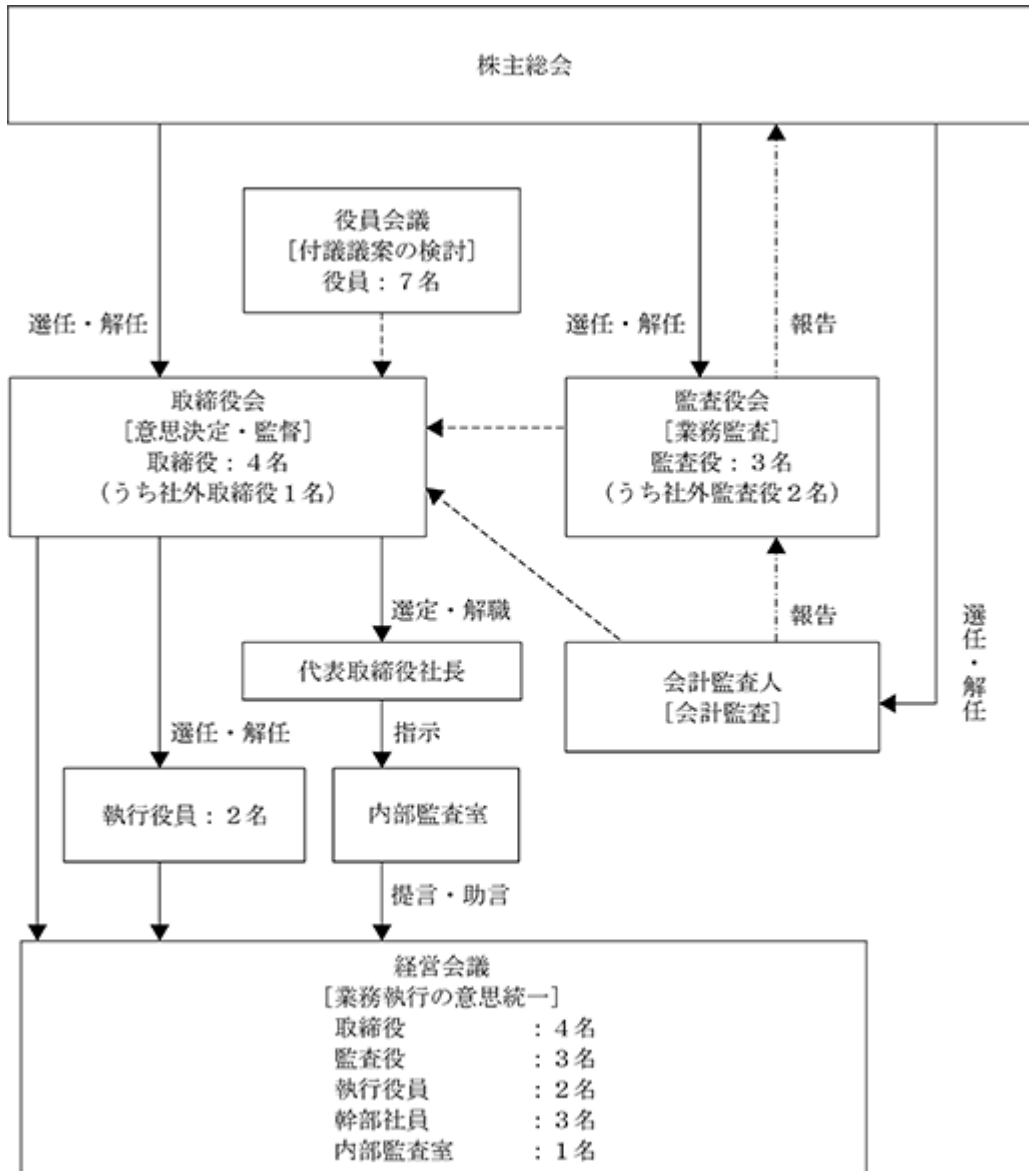 株主総会
役員会議
[付議議案の検討]
役員：７名
選任・解任
選任・解任
報告
取締役会
[意思決定・監督]
取締役：４名
（うち社外取締役１名）
監査役会
[業務監査]
監査役：３名
（うち社外監査役２名）
選定・解職
報告
選任・解任
代表取締役社長
会計監査人
[会計監査]
選任・解任
指示
執行役員：２名
内部監査室
提言・助言
経営会議
[業務執行の意思統一]
取締役：４名
監査役：３名
執行役員：２名
幹部社員：３名
内部監査室：１名